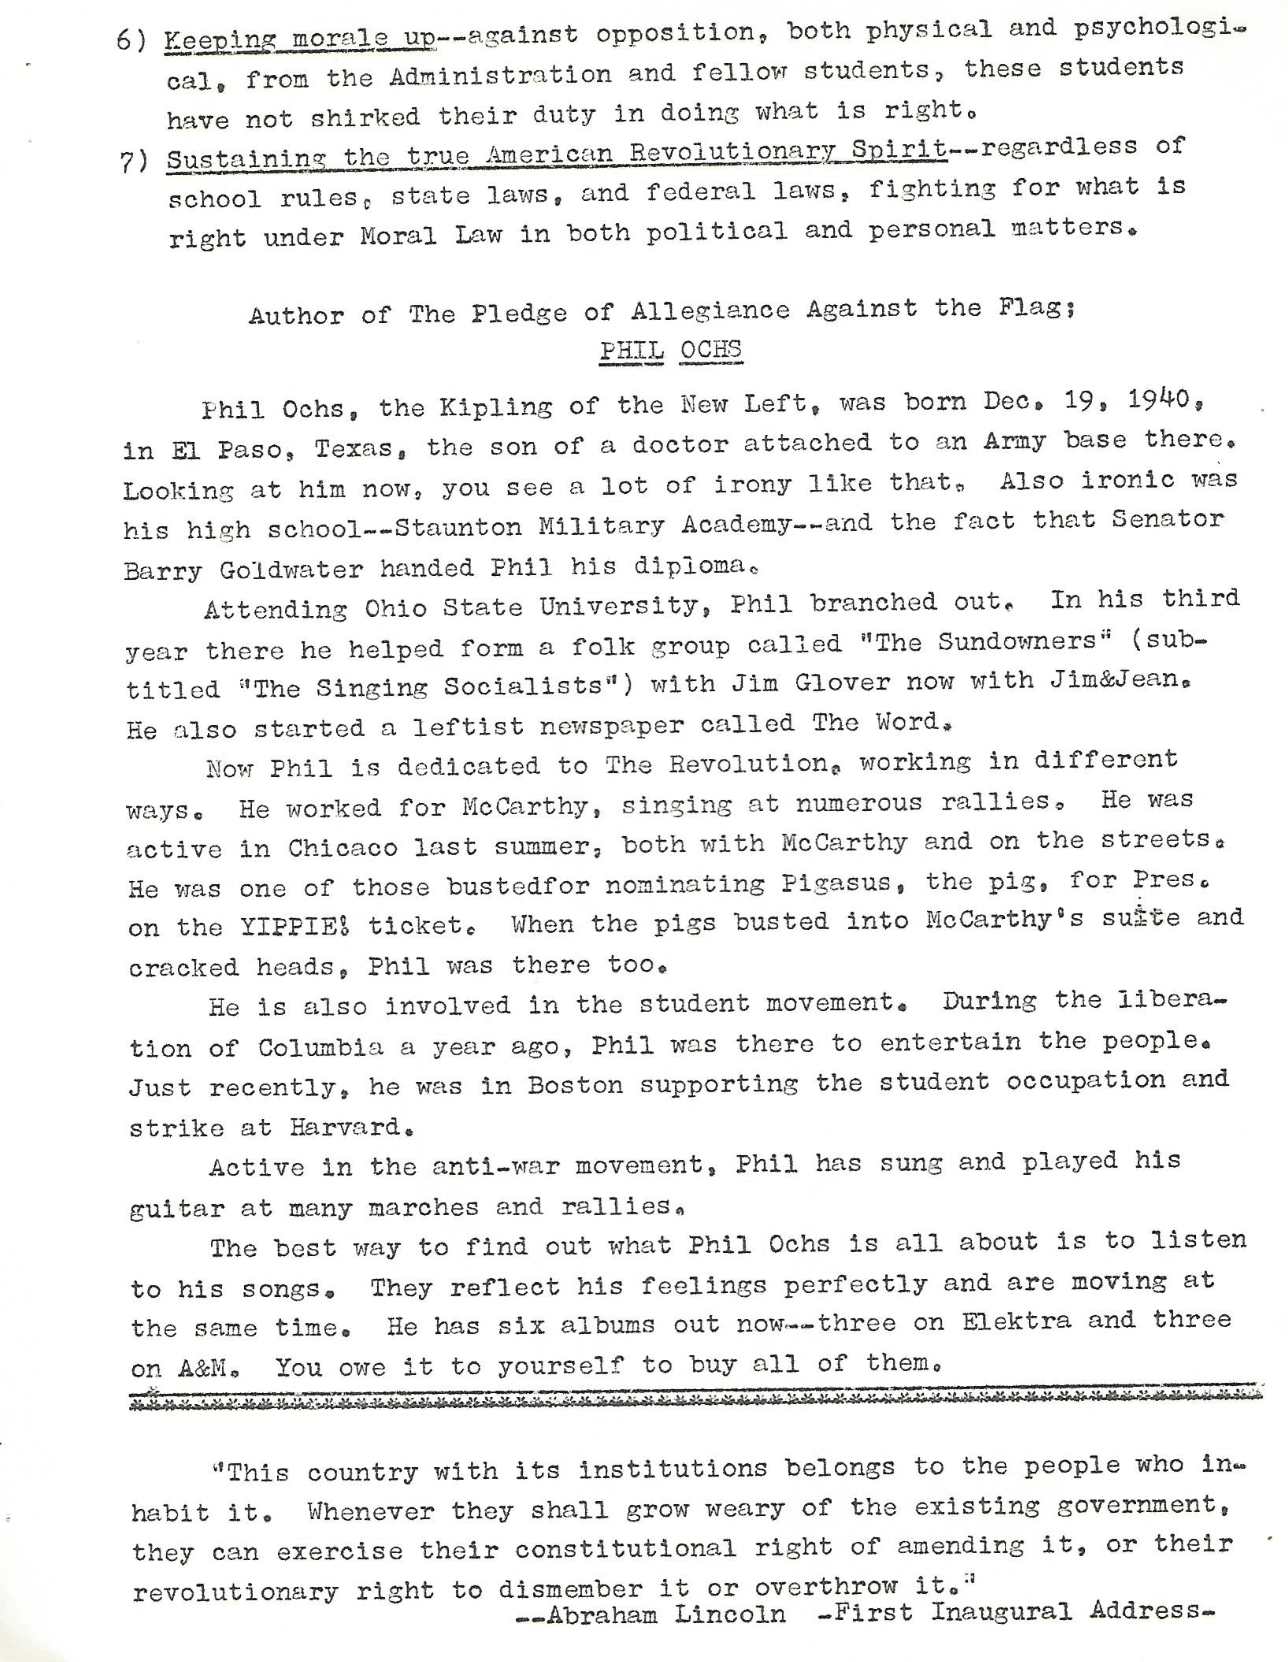 6) Keeping morale up--against opposition, both physical and psychologi-
cal, from the Administration and fellow students, these students
have not shirked their duty in doing what is right.
7) Sustaining the true American Revolutionary Spirit--regardless of
school rules, state laws, and federal laws, fighting for what is
right under Moral Law in both political and personal matters.
Author of The Pledge of Allegiance Against the Flag;
PHIL OCHS
Phil Ochs, the Kipling of the New Left, was born Dec. 19, 1940,
in El Paso, Texas, the son of a doctor attached to an Army base there.
Looking at him now, you see a lot of irony like that. Also ironic was
his high school--Staunton Military Academy--and the fact that Senator
Barry Goldwater handed Phil his diploma.
Attending Ohio State University, Phil branched out. In his third
year there he helped form a folk group called "The Sundowners" (sub-
titled "The Singing Socialists") with Jim Glover now with Jim&Jean.
He also started a leftist newspaper called The Word.
Now Phil is dedicated to The Revolution, working in different
ways. He worked for McCarthy, singing at numerous rallies. He was
active in Chicaco last summer, both with McCarthy and on the streets.
He was one of those bustedfor nominating Pigasus, the pig, for Pres.
on the YIPPIE! ticket. When the pigs busted into McCarthy's suite and
cracked heads, Phil was there too.
He is also involved in the student movement. During the libera-
tion of Columbia a year ago, Phil was there to entertain the people.
Just recently, he was in Boston supporting the student occupation and
strike at Harvard.
Active in the anti-war movement, Phil has sung and played his
guitar at many marches and rallies.
The best way to find out what Phil Ochs is all about is to listen
to his songs. They reflect his feelings perfectly and are moving at
the same time. He has six albums out now--three on Elektra and three
on A&M. You owe it to yourself to buy all of them.
"This country with its institutions belongs to the people who in-
habit it. Whenever they shall grow weary of the existing government,
they can exercise their constitutional right of amending it, or their
revolutionary right to dismember it or overthrow it."
--Abraham Lincoln -First Inaugural Address-